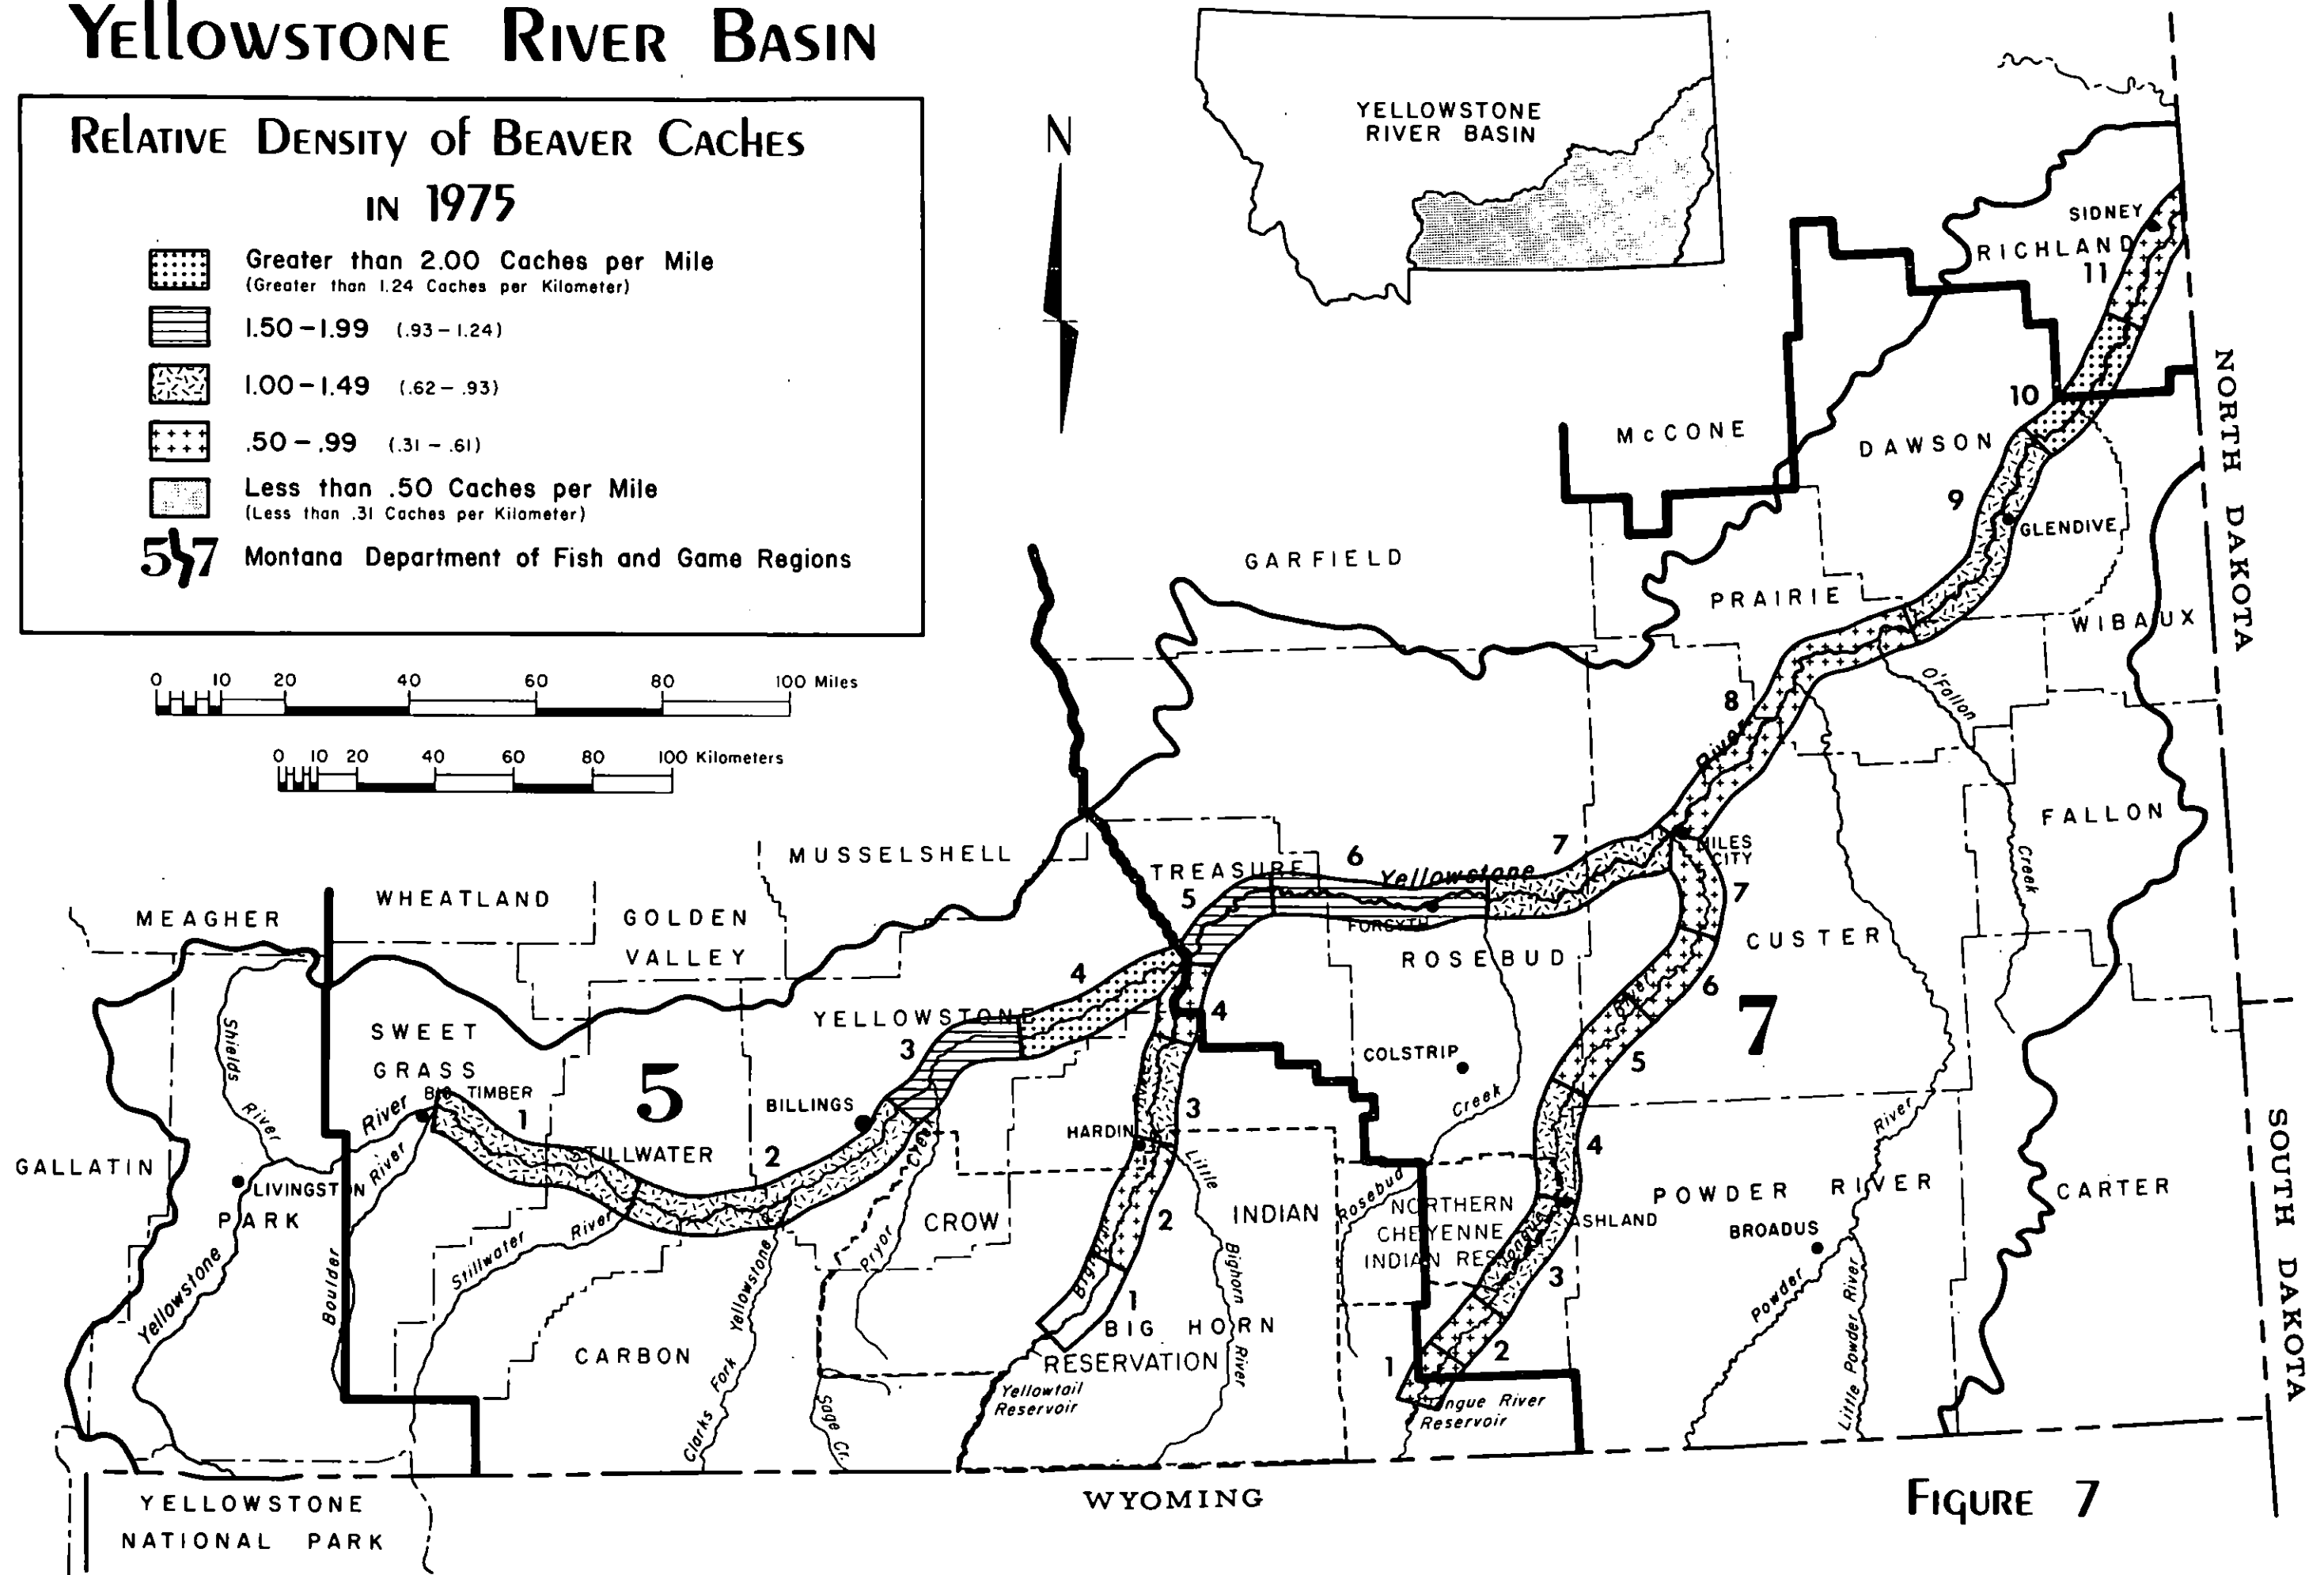 YELLOWSTONE RIVER BASIN
RELATIVE DENSITY of BEAVER CACHES
IN 1975
Greater than 2.00 Caches per Mile
(Greater than 1.24 Caches per Kilometer)
1.50-1.99 (.93-1.24)
1.00-1.49 (.62-.93)
.50-.99 (.31-.61)
Less than .50 Caches per Mile
(Less than .31 Caches per Kilometer)
5 7 Montana Department of Fish and Game Regions
0 10 20 40 60 80 100 Miles
0 10 20 40 60 80 100 Kilometers
N
YELLOWSTONE
RIVER BASIN
SIDNEY
RICHLAND
11
10
NORTH DAKOTA
McCONE
DAWSON
9
GLENDIVE
GARFIELD
PRAIRIE
WIBAUX
O'Fallon
Creek
8
River
FALLON
MUSSELSHELL
TREASURE
6
7
Yellowstone
MILES
CITY
5
FORSYTH
7
MEAGHER
WHEATLAND
GOLDEN
VALLEY
ROSEBUD
CUSTER
4
6
7
YELLOWSTONE
4
SWEET
GRASS
5
3
COLSTRIP
5
Shields
River
River
BIG TIMBER
1
BILLINGS
Creek
3
HARDIN
4
River
GALLATIN
STILLWATER
2
Creek
Little
Bighorn
River
LIVINGSTON
River
PARK
CROW
2
INDIAN
Rosebud
NORTHERN
CHEYENNE
INDIAN RES
ASHLAND
POWDER RIVER
BROADUS
CARTER
Stillwater River
Pryor
Bighorn
River
Tongue
3
Yellowstone
Boulder
Clarks Fork Yellowstone
1
BIG HORN
RESERVATION
Powder
Little Powder River
SOUTH DAKOTA
CARBON
2
1
Yellowtail
Reservoir
Sage Cr.
Tongue River
Reservoir
WYOMING
YELLOWSTONE
NATIONAL PARK
FIGURE 7